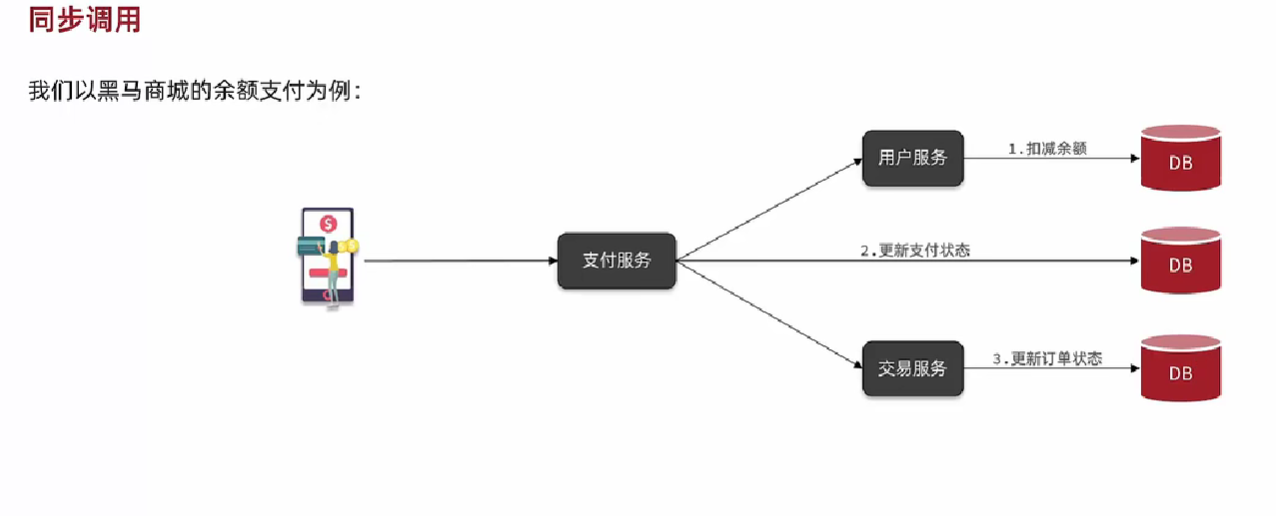 同步调用
我们以黑马商城的余额支付为例：
用户服务
1.扣减余额
DB
支付服务
2.更新支付状态
DB
交易服务
3.更新订单状态
DB